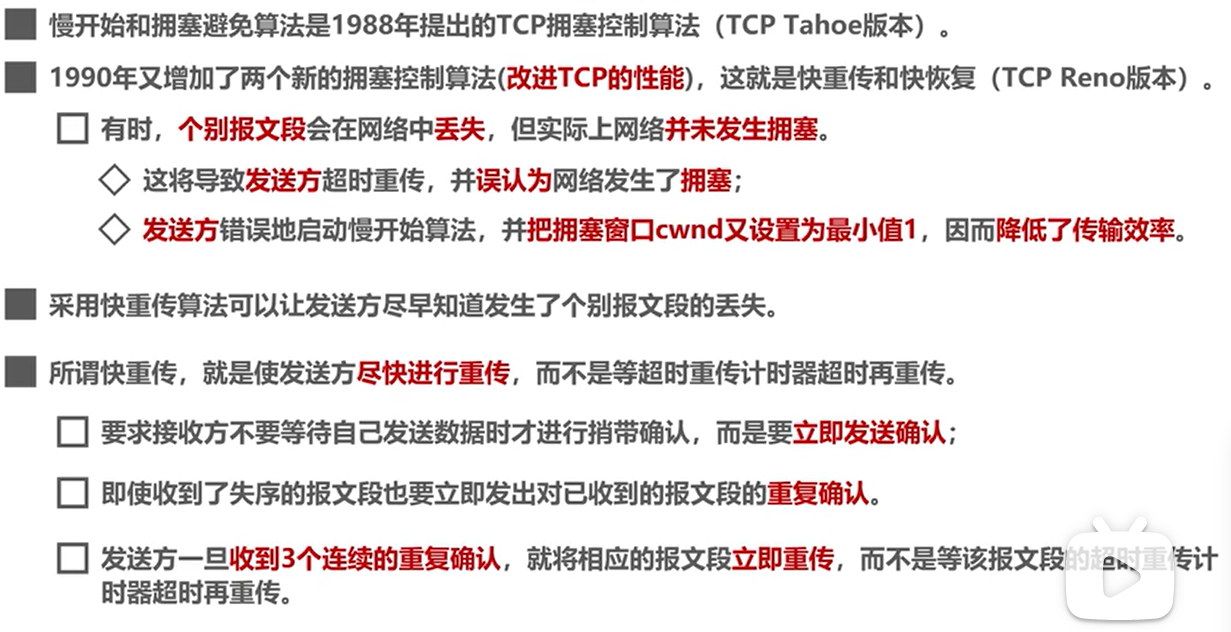 慢开始和拥塞避免算法是1988年提出的TCP拥塞控制算法（TCP Tahoe版本）。
1990年又增加了两个新的拥塞控制算法(改进TCP的性能)，这就是快重传和快恢复（TCP Reno版本）。
有时，个别报文段会在网络中丢失，但实际上网络并未发生拥塞。
这将导致发送方超时重传，并误认为网络发生了拥塞；
发送方错误地启动慢开始算法，并把拥塞窗口cwnd又设置为最小值1，因而降低了传输效率。
采用快重传算法可以让发送方尽早知道发生了个别报文段的丢失。
所谓快重传，就是使发送方尽快进行重传，而不是等超时重传计时器超时再重传。
要求接收方不要等待自己发送数据时才进行捎带确认，而是要立即发送确认；
即使收到了失序的报文段也要立即发出对已收到的报文段的重复确认。
发送方一旦收到3个连续的重复确认，就将相应的报文段立即重传，而不是等该报文段的超时重传计
时器超时再重传。